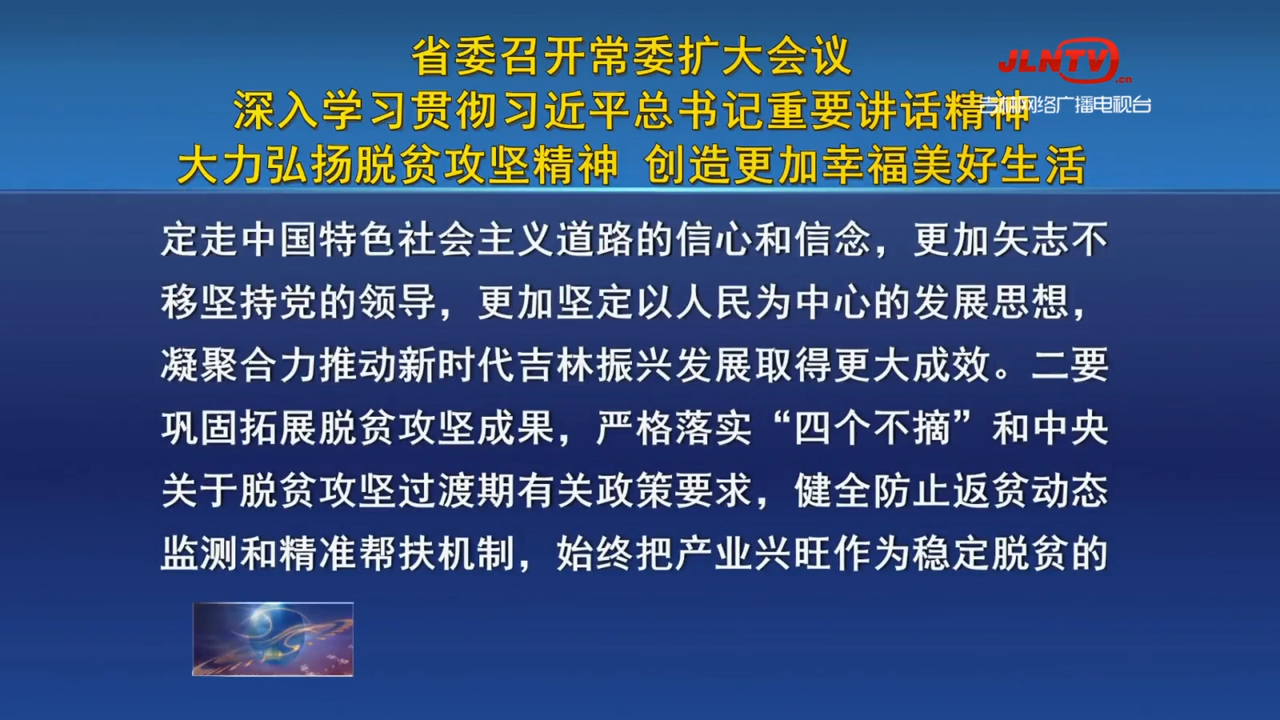 省委召开常委扩大会议
JLNTV.cn
深入学习贯彻习近平总书记重要讲话精神
吉林网络广播电视台
大力弘扬脱贫攻坚精神 创造更加幸福美好生活
定走中国特色社会主义道路的信心和信念，更加矢志不
移坚持党的领导，更加坚定以人民为中心的发展思想，
凝聚合力推动新时代吉林振兴发展取得更大成效。二要
巩固拓展脱贫攻坚成果，严格落实“四个不摘”和中央
关于脱贫攻坚过渡期有关政策要求，健全防止返贫动态
监测和精准帮扶机制，始终把产业兴旺作为稳定脱贫的